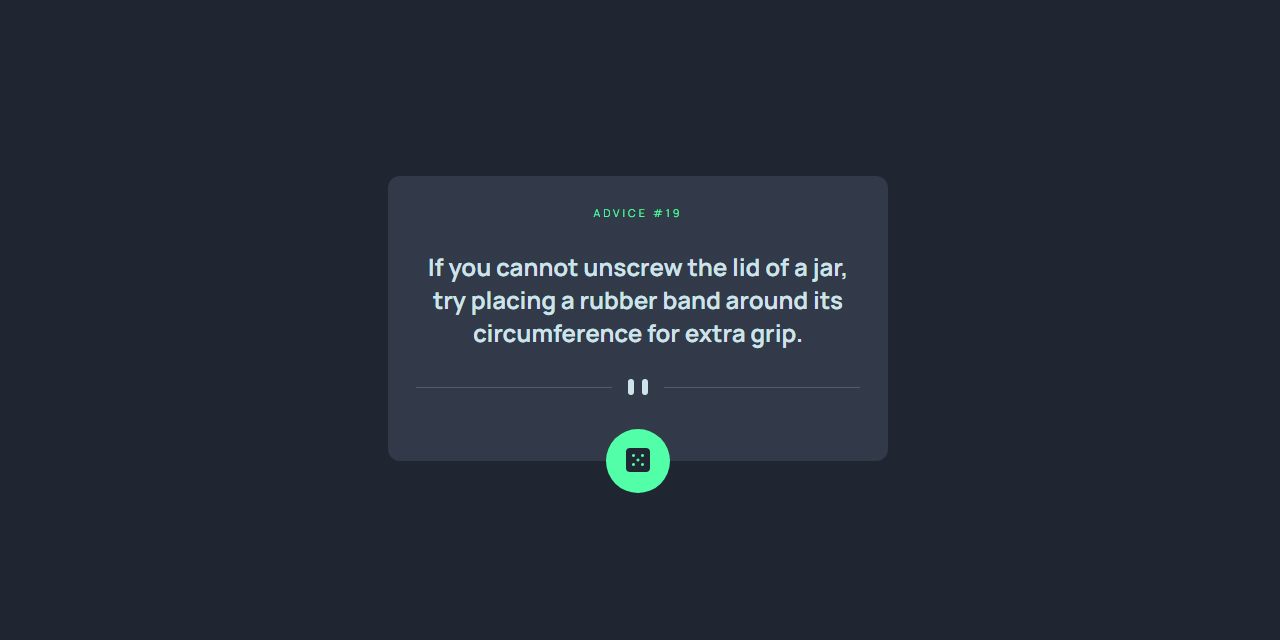 ADVICE #19
If you cannot unscrew the lid of a jar,
try placing a rubber band around its
circumference for extra grip.